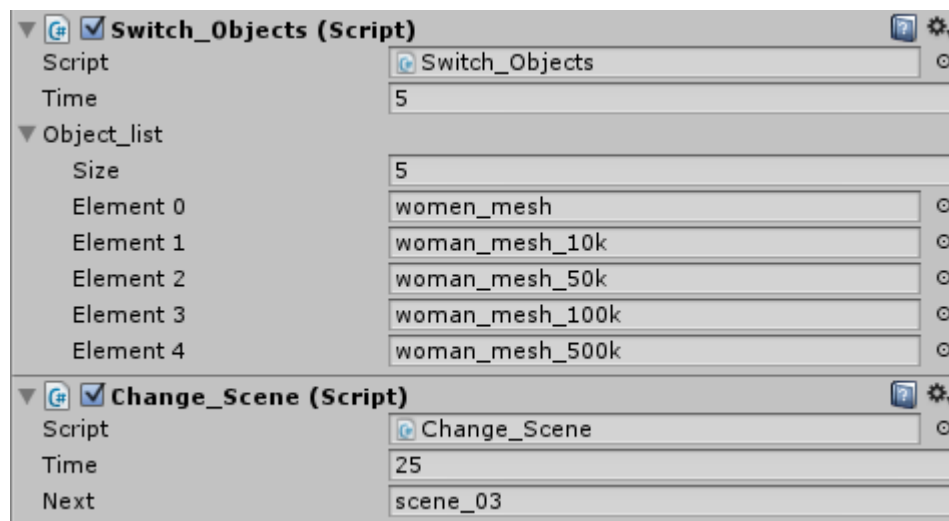 Switch_Objects (Script)
Script Switch_Objects
Time 5
Object_list
Size 5
Element 0 women_mesh
Element 1 woman_mesh_10k
Element 2 woman_mesh_50k
Element 3 woman_mesh_100k
Element 4 woman_mesh_500k
Change_Scene (Script)
Script Change_Scene
Time 25
Next scene_03